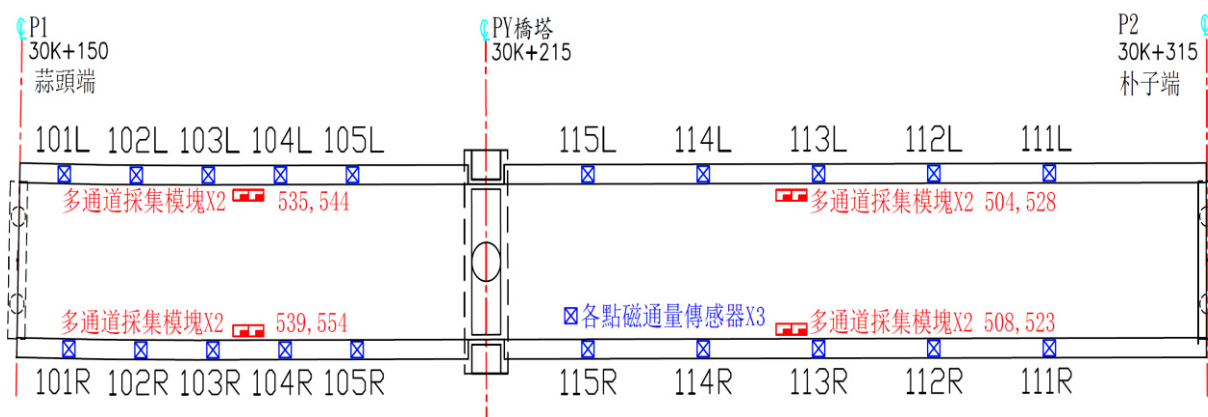 P1
30K+150
蒜頭端
PY橋塔
30K+215
P2
30K+315
朴子端
101L 102L 103L 104L 105L
115L 114L 113L 112L 111L
多通道採集模塊X2 535,544
多通道採集模塊X2 504,528
多通道採集模塊X2 539,554
各點磁通量傳感器X3
多通道採集模塊X2 508,523
101R 102R 103R 104R 105R
115R 114R 113R 112R 111R